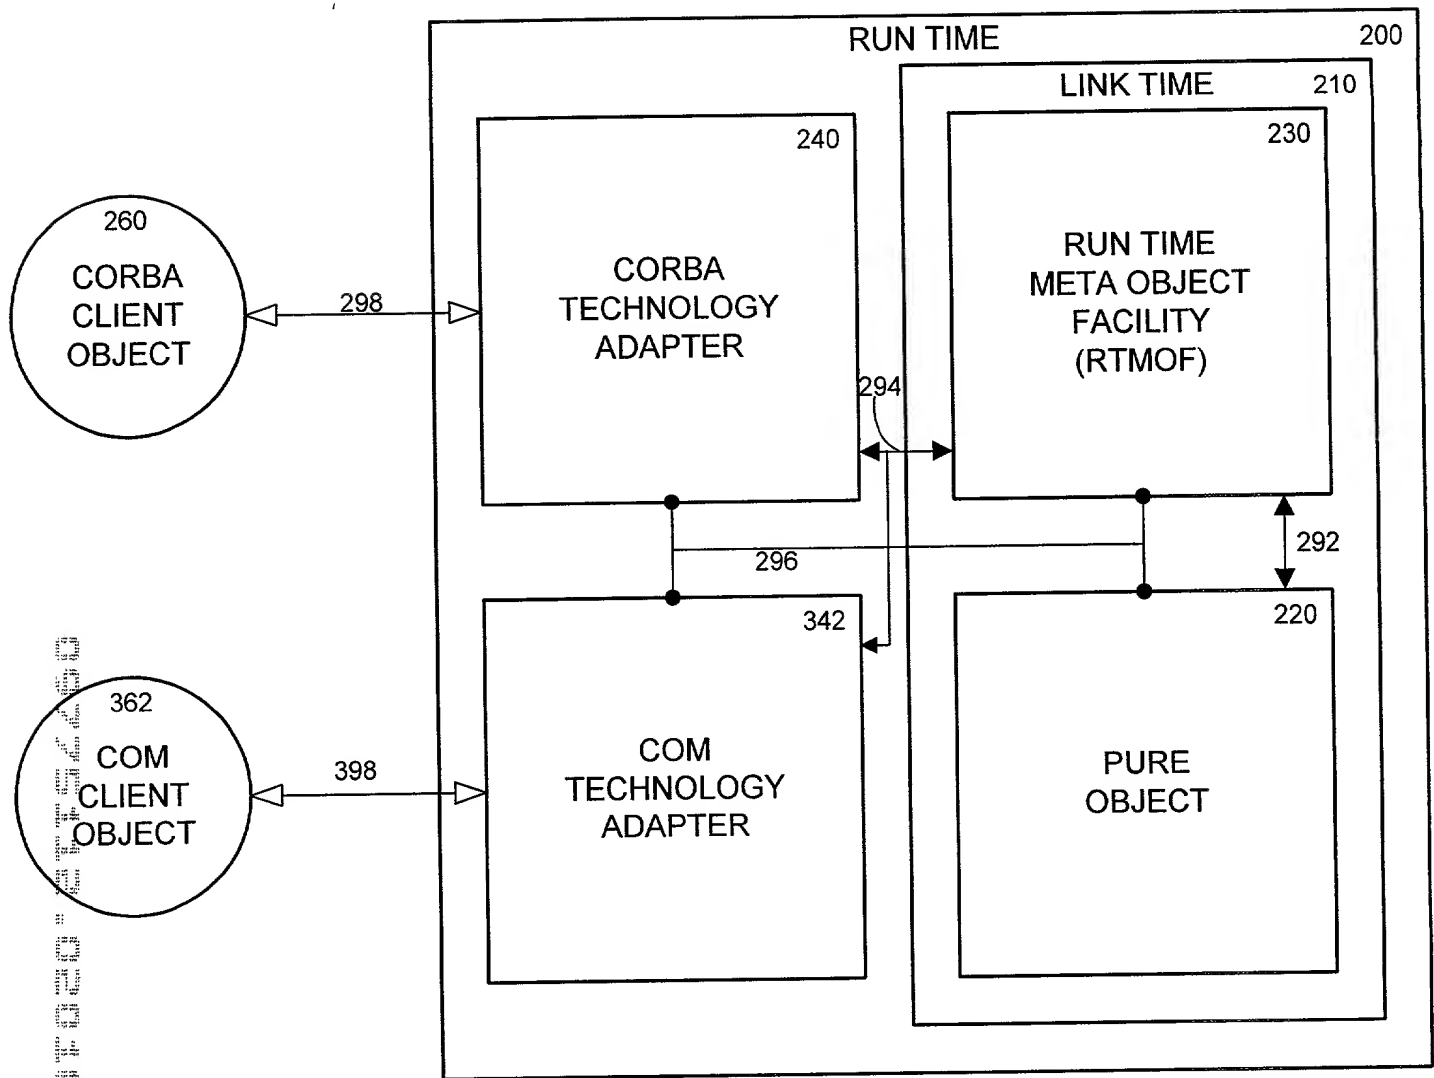 RUN TIME
200
LINK TIME
210
240
CORBA
TECHNOLOGY
ADAPTER
230
RUN TIME
META OBJECT
FACILITY
(RTMOF)
260
CORBA
CLIENT
OBJECT
298
294
296
292
342
COM
TECHNOLOGY
ADAPTER
220
PURE
OBJECT
362
COM
CLIENT
OBJECT
398